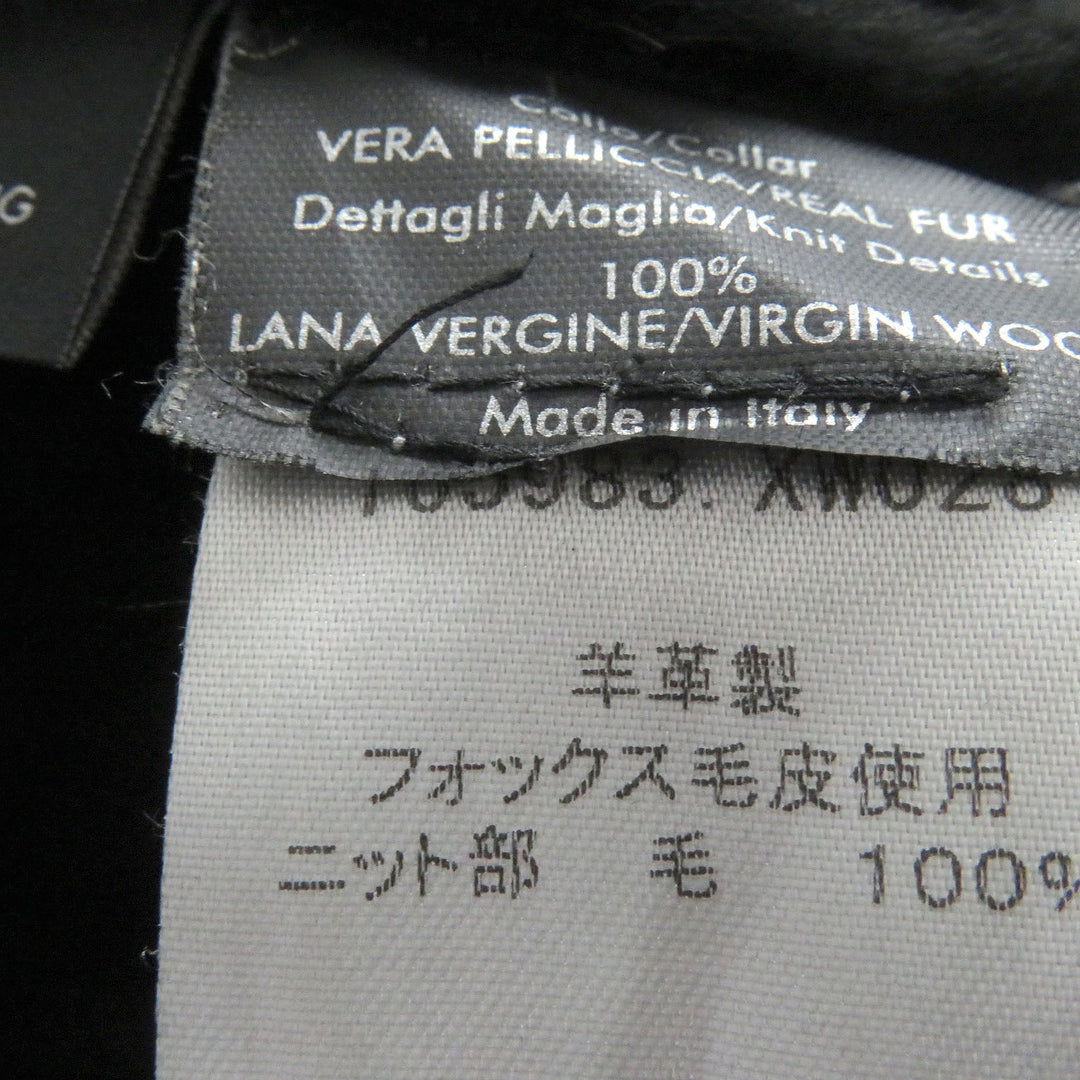 Collo/Collar
VERA PELLICCIA/REAL FUR
Dettagli Maglia/Knit Details
100%
LANA VERGINE/VIRGIN
Made in Italy
羊革製
フォックス毛皮使用
ニット部 毛 100%